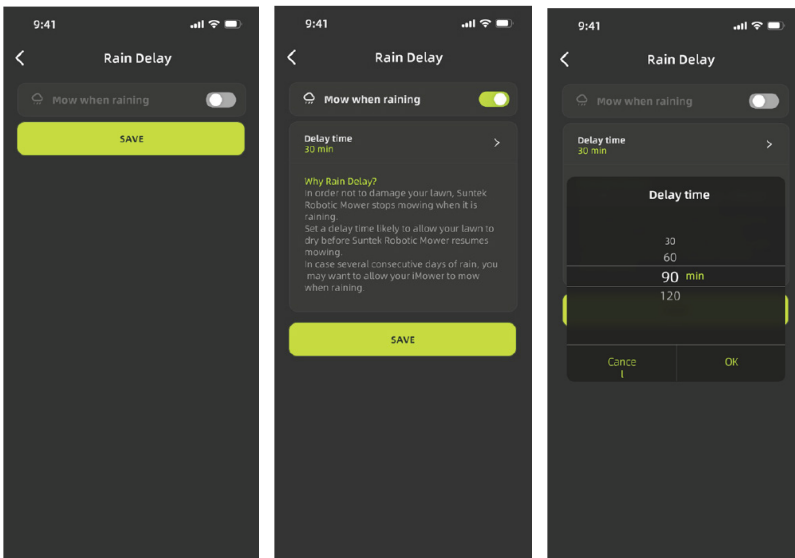 9:41
Rain Delay
Mow when raining
SAVE
9:41
Rain Delay
Mow when raining
Delay time
30 min
Why Rain Delay?
In order not to damage your lawn, Suntek
Robotic Mower stops mowing when it is
raining.
Set a delay time likely to allow your lawn to
dry before Suntek Robotic Mower resumes
mowing.
In case several consecutive days of rain, you
may want to allow your iMower to mow
when raining.
SAVE
9:41
Rain Delay
Mow when raining
Delay time
30 min
Delay time
30
60
90 min
120
Cance
l
OK